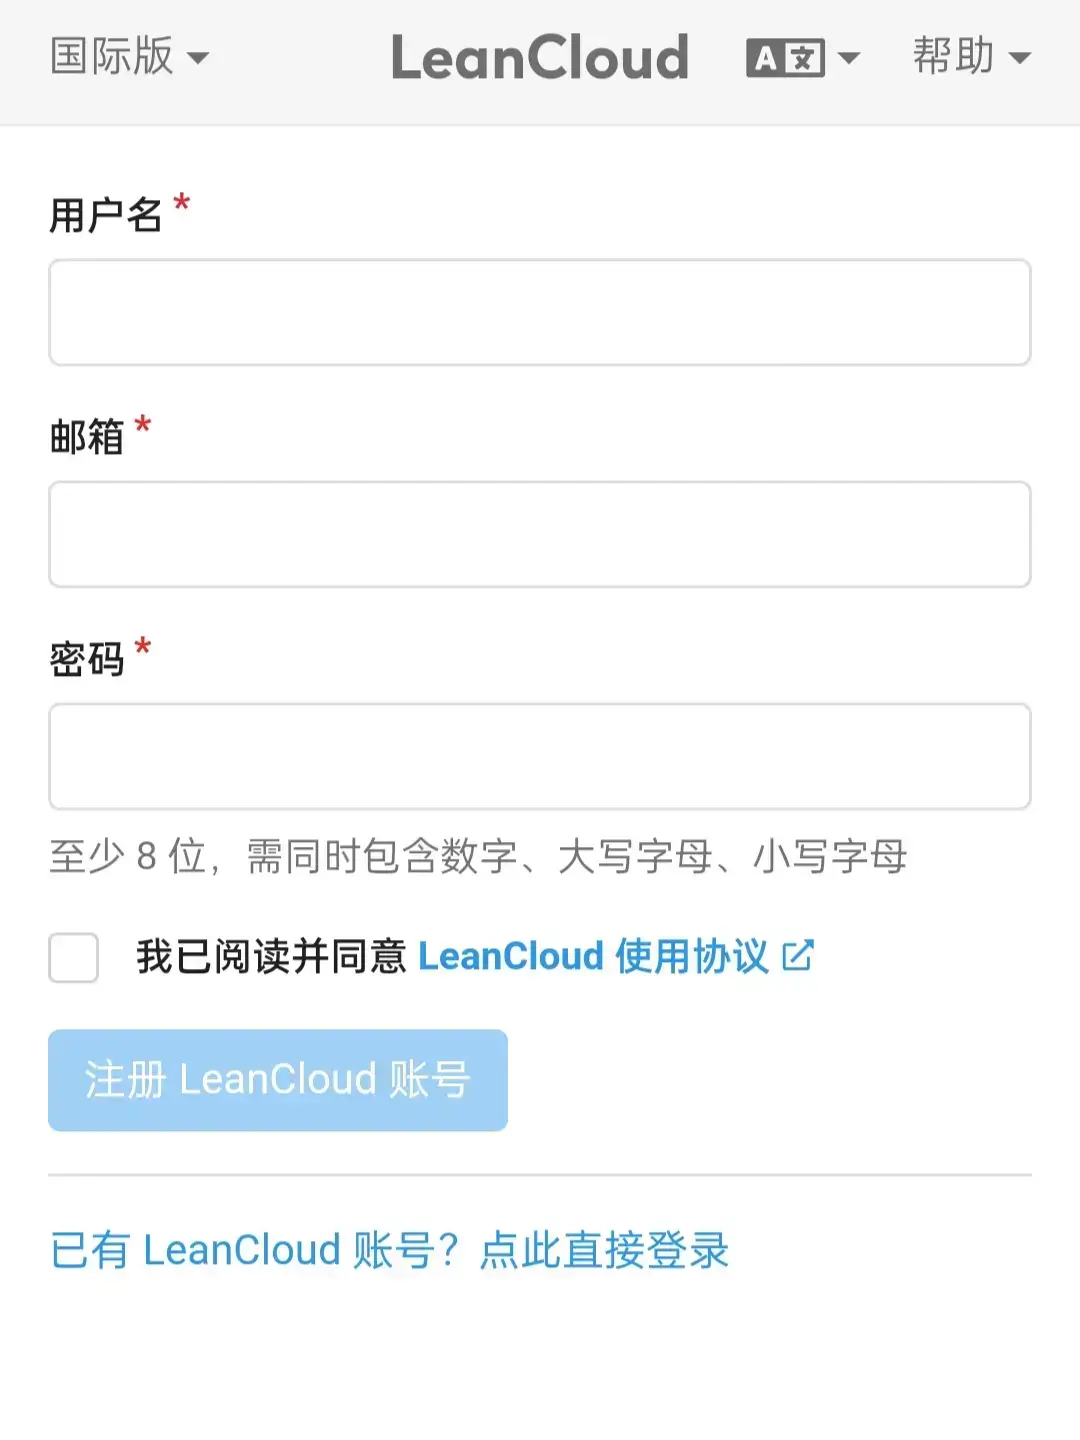 国际版 LeanCloud A文 帮助
用户名 *
邮箱 *
密码 *
至少 8 位，需同时包含数字、大写字母、小写字母
我已阅读并同意 LeanCloud 使用协议
注册 LeanCloud 账号
已有 LeanCloud 账号？点此直接登录